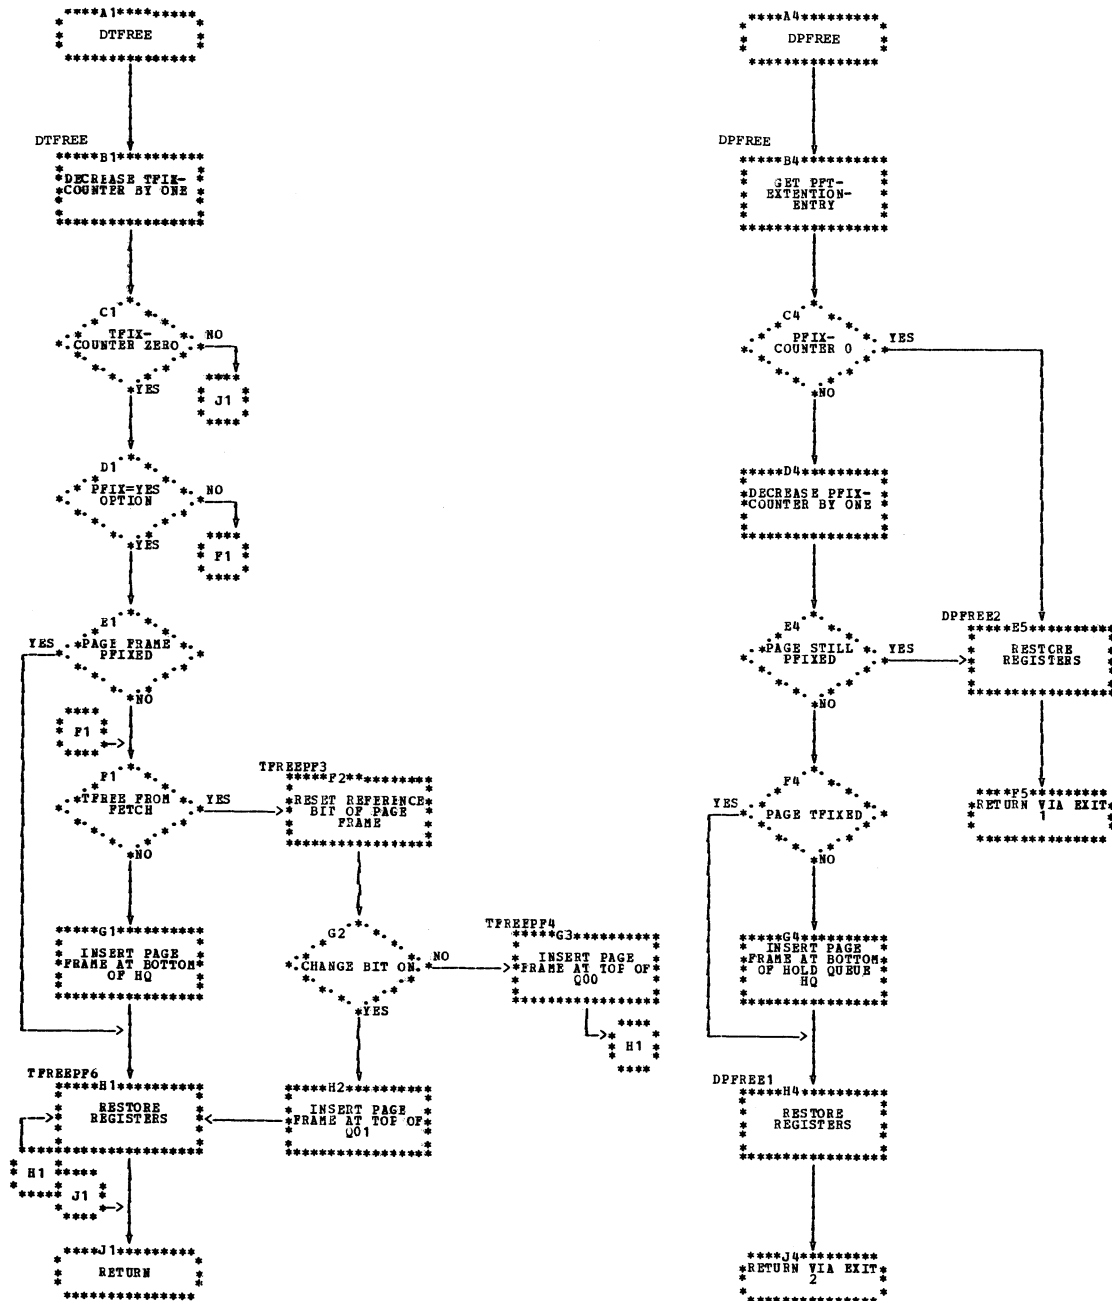 A1
DTFREE
DTFREE
B1
DECREASE TFIX-
COUNTER BY ONE
C1
TFIX-
COUNTER ZERO
NO
J1
YES
D1
PFIX=YES
OPTION
NO
F1
YES
E1
PAGE FRAME
PFIXED
YES
NO
F1
F1
TFREE FROM
FETCH
YES
NO
TFREEPF3
F2
RESET REFERENCE
BIT OF PAGE
FRAME
G1
INSERT PAGE
FRAME AT BOTTOM
OF HQ
G2
CHANGE BIT ON
NO
YES
TFREEPF4
G3
INSERT PAGE
FRAME AT TOP OF
Q00
H1
TFREEPF6
H1
RESTORE
REGISTERS
H2
INSERT PAGE
FRAME AT TOP OF
Q01
H1
J1
J1
RETURN
A4
DPFREE
DPFREE
B4
GET PFT-
EXTENTION-
ENTRY
C4
PFIX-
COUNTER 0
YES
NO
D4
DECREASE PFIX-
COUNTER BY ONE
E4
PAGE STILL
PFIXED
YES
NO
DPFREE2
E5
RESTORE
REGISTERS
F5
RETURN VIA EXIT
1
F4
PAGE TFIXED
YES
NO
G4
INSERT PAGE
FRAME AT BOTTOM
OF HOLD QUEUE
HQ
DPFREE1
H4
RESTORE
REGISTERS
J4
RETURN VIA EXIT
2